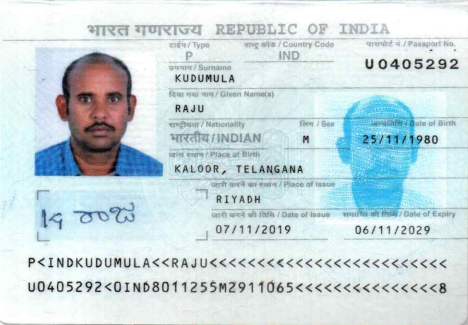 भारत गणराज्य REPUBLIC OF INDIA
टाईप / Type राष्ट्र कोड / Country Code पासपोर्ट नं. / Passport No.
P IND U0405292
उपनाम / Surname
KUDUMULA
दिया गया नाम / Given Name(s)
RAJU
राष्ट्रीयता / Nationality लिंग / Sex जन्मतिथि / Date of Birth
भारतीय / INDIAN M 25/11/1980
जन्म स्थान / Place of Birth
KALOOR, TELANGANA
जारी करने का स्थान / Place of Issue
RIYADH
जारी करने की तिथि / Date of Issue समाप्ति की तिथि / Date of Expiry
07/11/2019 06/11/2029
రాజు
P<INDKUDUMULA<<RAJU<<<<<<<<<<<<<<<<<<<<<<<<<
U0405292<0IND8011255M2911065<<<<<<<<<<<<<<<8